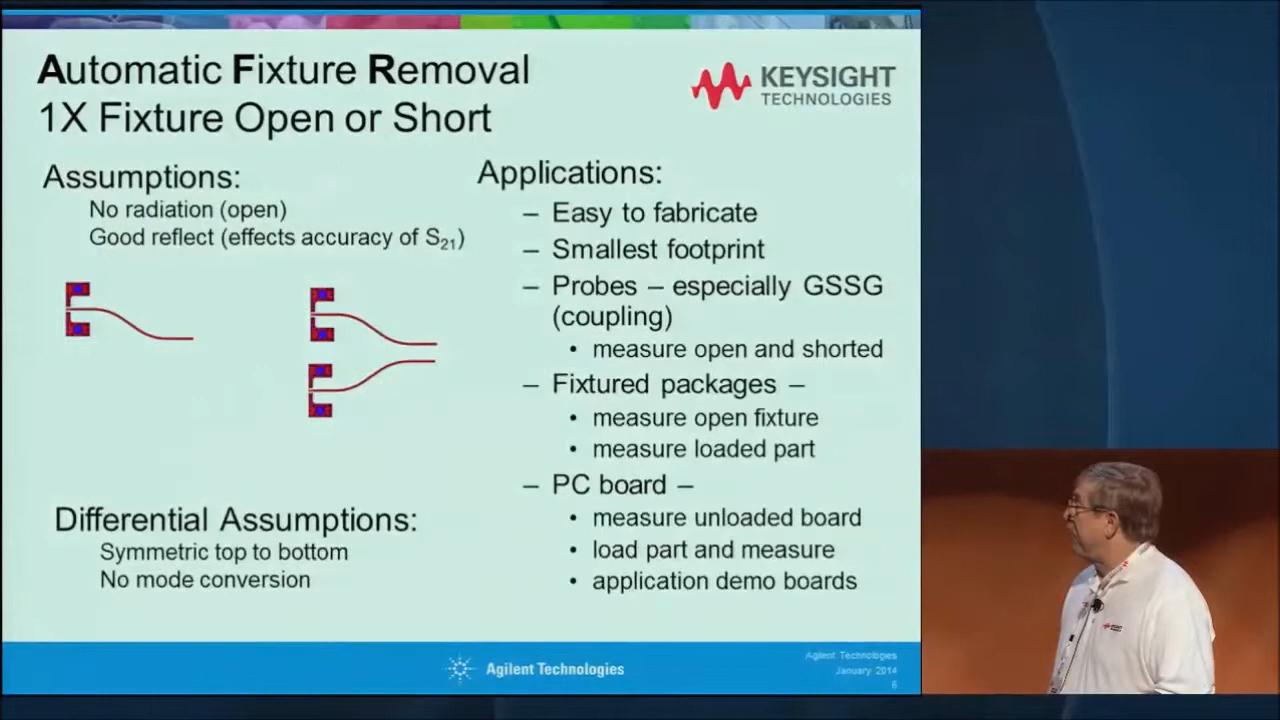 Automatic Fixture Removal
1X Fixture Open or Short
KEYSIGHT
TECHNOLOGIES
Assumptions:
No radiation (open)
Good reflect (effects accuracy of S21)
Differential Assumptions:
Symmetric top to bottom
No mode conversion
Applications:
– Easy to fabricate
– Smallest footprint
– Probes – especially GSSG
(coupling)
• measure open and shorted
– Fixtured packages –
• measure open fixture
• measure loaded part
– PC board –
• measure unloaded board
• load part and measure
• application demo boards
Agilent Technologies
Agilent Technologies
January 2014
6
KEYSIGHT